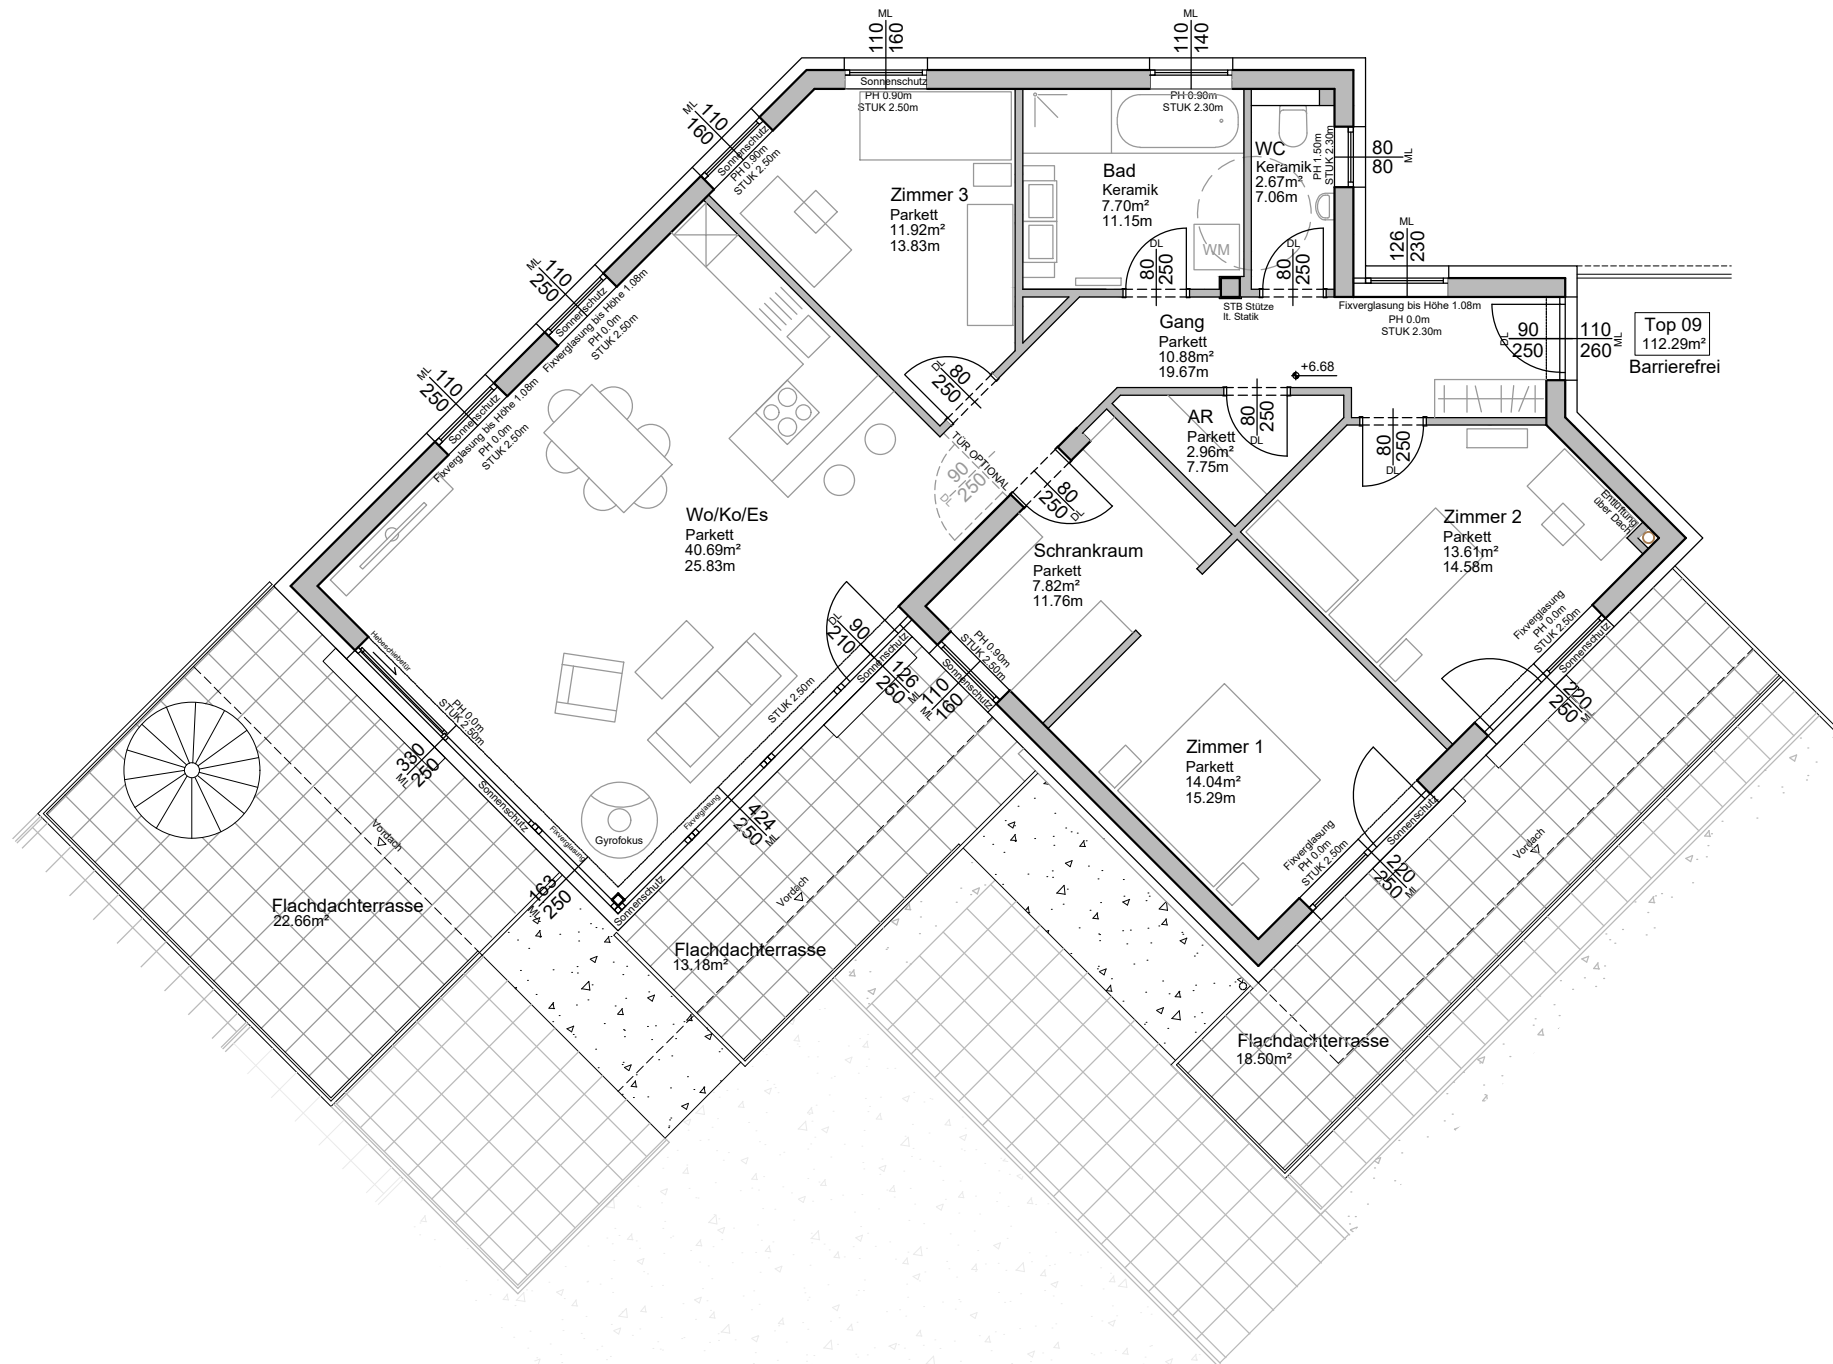 ML
110
160
Sonnenschutz
PH 0.90m
STUK 2.50m
ML
110
140
PH 0.90m
STUK 2.30m
ML
110
160
Sonnenschutz
PH 0.90m
STUK 2.50m
WC
Keramik
2.67m²
7.06m
PH 1.50m
STUK 2.30m
80
80
ML
Bad
Keramik
7.70m²
11.15m
Zimmer 3
Parkett
11.92m²
13.83m
WM
DL
80
250
DL
80
250
ML
126
230
Fixverglasung bis Höhe 1.08m
PH 0.0m
STUK 2.30m
STB Stütze
lt. Statik
ML
110
250
Sonnenschutz
Fixverglasung bis Höhe 1.08m
PH 0.0m
STUK 2.50m
Gang
Parkett
10.88m²
19.67m
+6.68
DL
90
250
110
260
ML
Top 09
112.29m²
Barrierefrei
ML
110
250
Sonnenschutz
Fixverglasung bis Höhe 1.08m
PH 0.0m
STUK 2.50m
DL
80
250
TÜR OPTIONAL
90
250
DL
80
250
DL
AR
Parkett
2.96m²
7.75m
80
250
DL
80
250
DL
Entlüftung
über Dach
Wo/Ko/Es
Parkett
40.69m²
25.83m
Schrankraum
Parkett
7.82m²
11.76m
Zimmer 2
Parkett
13.61m²
14.58m
Hebeschiebetür
PH 0.0m
STUK 2.50m
330
250
ML
Sonnenschutz
Fixverglasung
163
250
ML
DL
90
210
Sonnenschutz
126
250
ML
STUK 2.50m
PH 0.90m
STUK 2.50m
Sonnenschutz
110
160
ML
Fixverglasung
PH 0.0m
STUK 2.50m
Sonnenschutz
220
250
ML
Zimmer 1
Parkett
14.04m²
15.29m
Gyrofokus
Fixverglasung
424
250
ML
Sonnenschutz
Fixverglasung
PH 0.0m
STUK 2.50m
Sonnenschutz
220
250
ML
Vordach
Vordach
Vordach
Flachdachterrasse
22.66m²
Flachdachterrasse
13.18m²
Flachdachterrasse
18.50m²